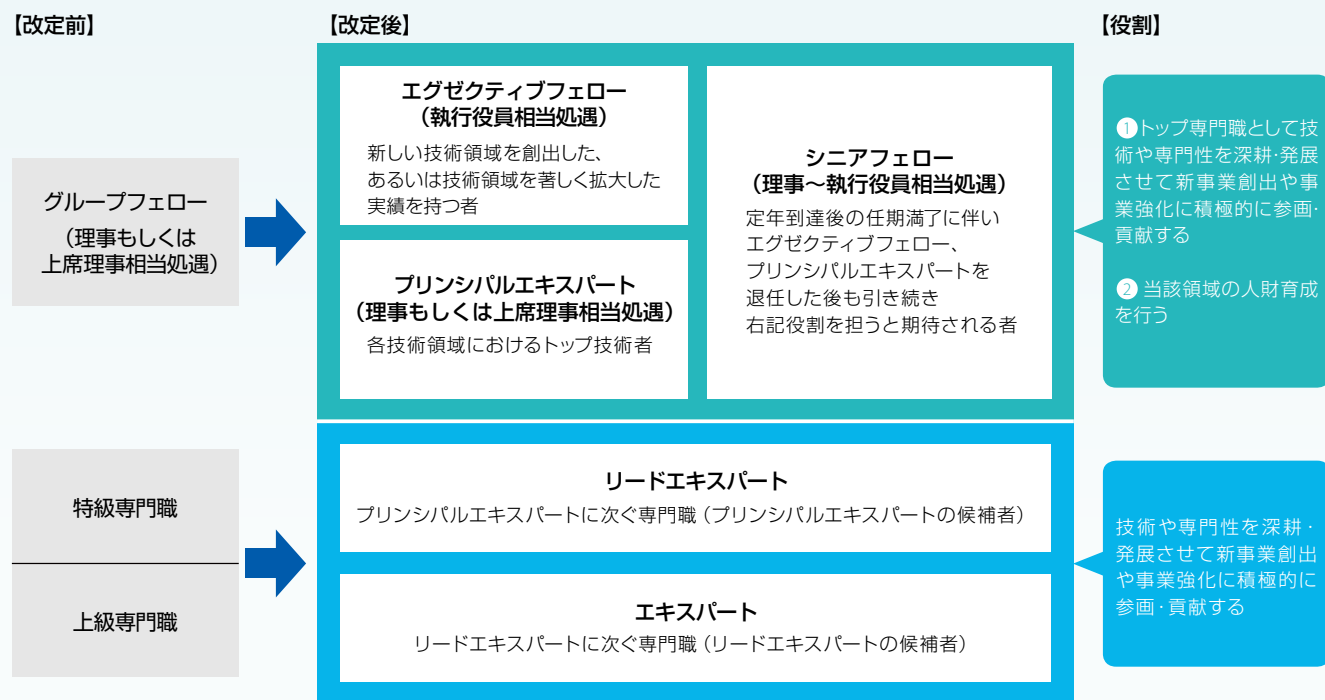 【改定前】
【改定後】
【役割】
グループフェロー
（理事もしくは
上席理事相当処遇）
エグゼクティブフェロー
（執行役員相当処遇）
新しい技術領域を創出した、
あるいは技術領域を著しく拡大した
実績を持つ者
プリンシパルエキスパート
（理事もしくは上席理事相当処遇）
各技術領域におけるトップ技術者
シニアフェロー
（理事～執行役員相当処遇）
定年到達後の任期満了に伴い
エグゼクティブフェロー、
プリンシパルエキスパートを
退任した後も引き続き
右記役割を担うと期待される者
❶トップ専門職として技
術や専門性を深耕・発展
させて新事業創出や事
業強化に積極的に参画・
貢献する
❷ 当該領域の人財育成
を行う
特級専門職
上級専門職
リードエキスパート
プリンシパルエキスパートに次ぐ専門職（プリンシパルエキスパートの候補者）
エキスパート
リードエキスパートに次ぐ専門職（リードエキスパートの候補者）
技術や専門性を深耕・
発展させて新事業創出
や事業強化に積極的に
参画・貢献する